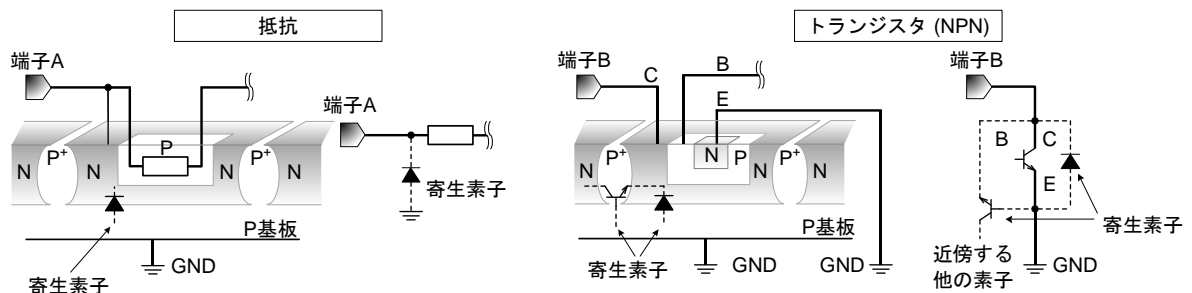 抵抗
端子A
N
P+
N
P
N
P+
N
P基板
寄生素子
GND
端子A
寄生素子
トランジスタ (NPN)
端子B
C
B
E
N
P+
N
N
P
N
P+
N
P基板
寄生素子
GND
GND
端子B
B
C
E
寄生素子
近傍する
他の素子
GND